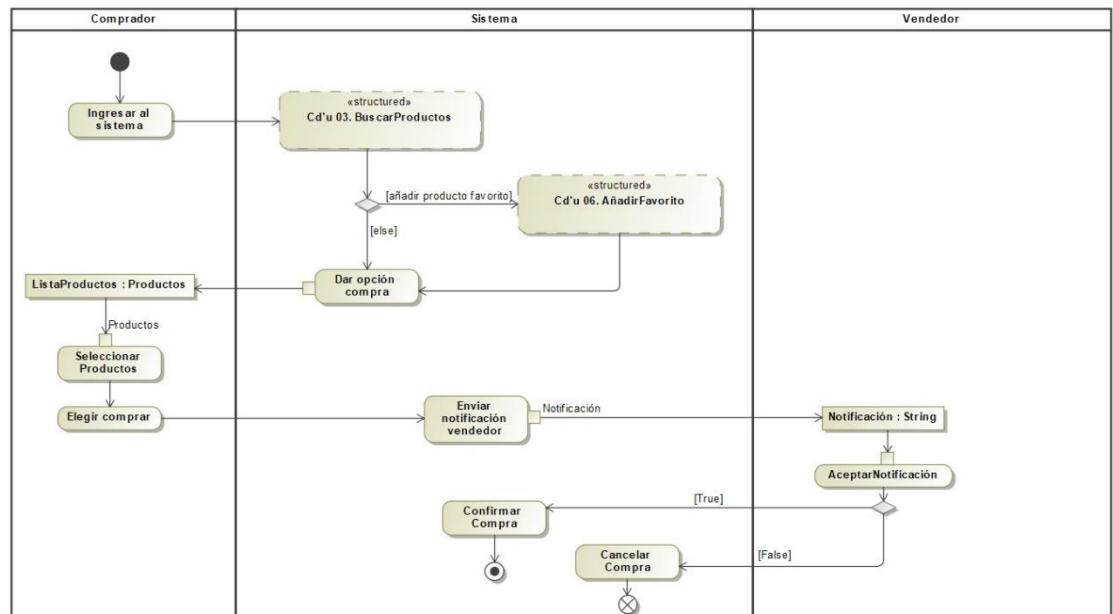 Comprador
Sistema
Vendedor
Ingresar al
sistema
«structured»
Cd'u 03. BuscarProductos
[añadir producto favorito]
«structured»
Cd'u 06. AñadirFavorito
[else]
ListaProductos : Productos
Dar opción
compra
Productos
Seleccionar
Productos
Elegir comprar
Enviar
notificación
vendedor
Notificación
Notificación : String
AceptarNotificación
[True]
Confirmar
Compra
[False]
Cancelar
Compra